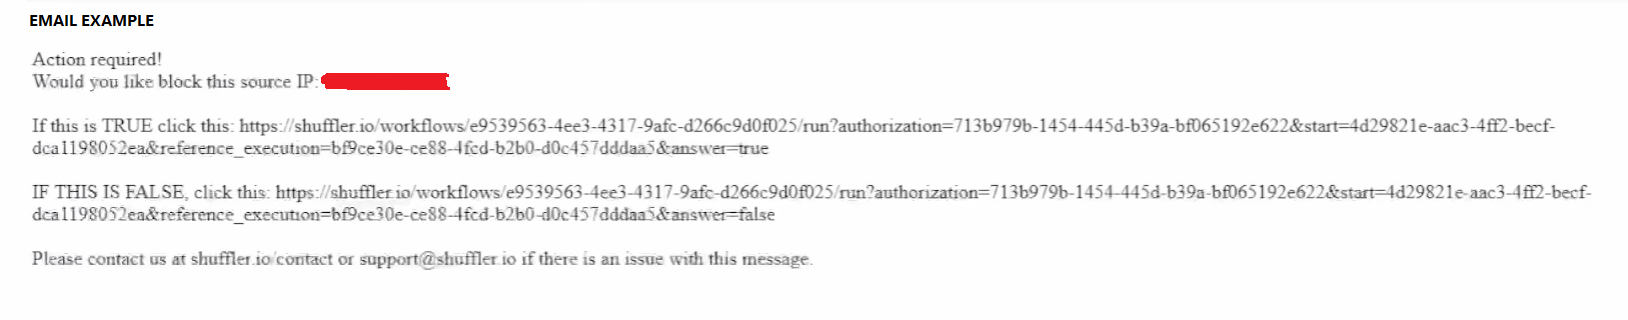 EMAIL EXAMPLE
Action required!
Would you like block this source IP:
If this is TRUE click this: https://shuffler.io/workflows/e9539563-4ee3-4317-9afc-d266c9d0f025/run?authorization=713b979b-1454-445d-b39a-bf065192e622&start=4d29821e-aac3-4ff2-becf-
dca1198052ea&reference_execution=bf9ce30e-ce88-4fcd-b2b0-d0c457dddaa5&answer=true
IF THIS IS FALSE, click this: https://shuffler.io/workflows/e9539563-4ee3-4317-9afc-d266c9d0f025/run?authorization=713b979b-1454-445d-b39a-bf065192e622&start=4d29821e-aac3-4ff2-becf-
dca1198052ea&reference_execution=bf9ce30e-ce88-4fcd-b2b0-d0c457dddaa5&answer=false
Please contact us at shuffler.io/contact or support@shuffler.io if there is an issue with this message.